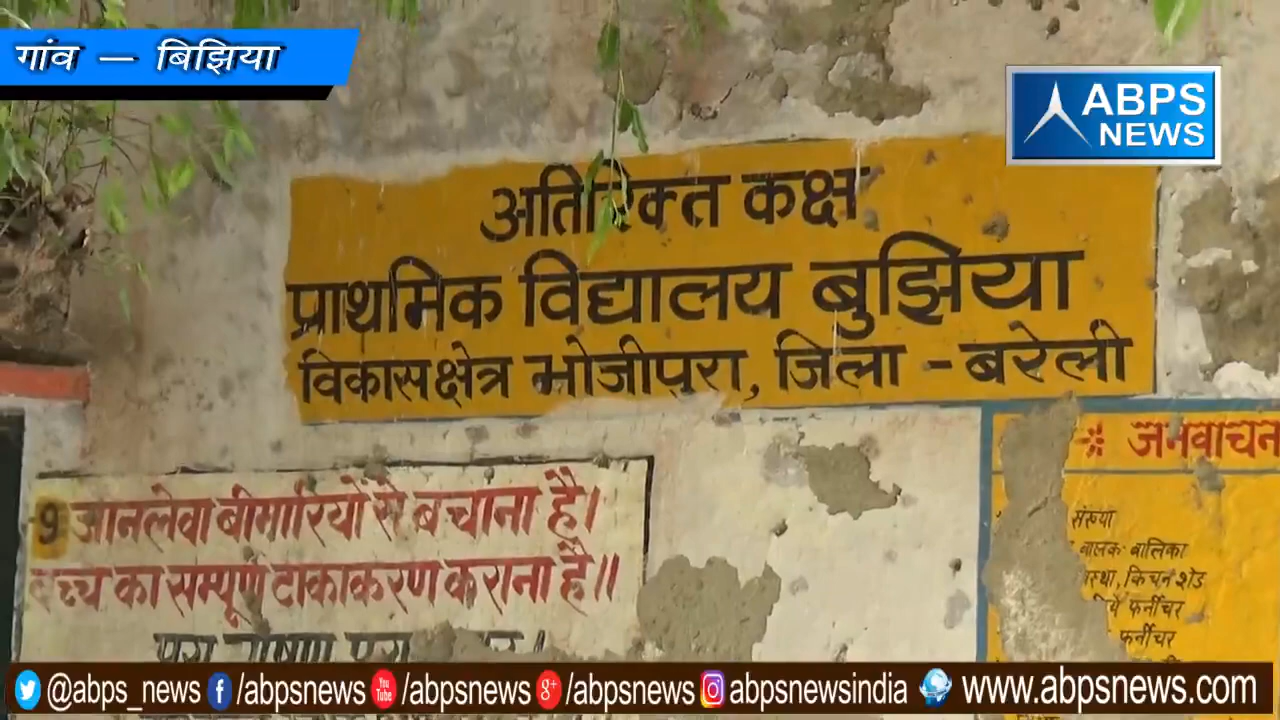 गांव — बिझिया
ABPS
NEWS
अतिरिक्त कक्ष
प्राथमिक विद्यालय बुझिया
विकासक्षेत्र भोजीपुरा, जिला - बरेली
9 जानलेवा बीमारियों से बचाना है।
का सम्पूर्ण टाकाकरण कराना है॥
जनवाचन
संख्या
बालक बालिका
किचन शेड
फर्नीचर
फर्नीचर
@abps_news /abpsnews /abpsnews /abpsnews abpsnewsindia www.abpsnews.com